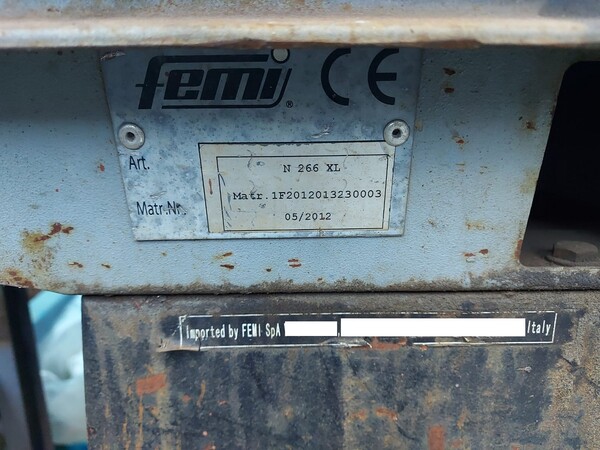 femi® CE
Art.
N 266 XL
Matr.Nr.
Matr.1F2012013230003
05/2012
Imported by FEMI SpA Italy